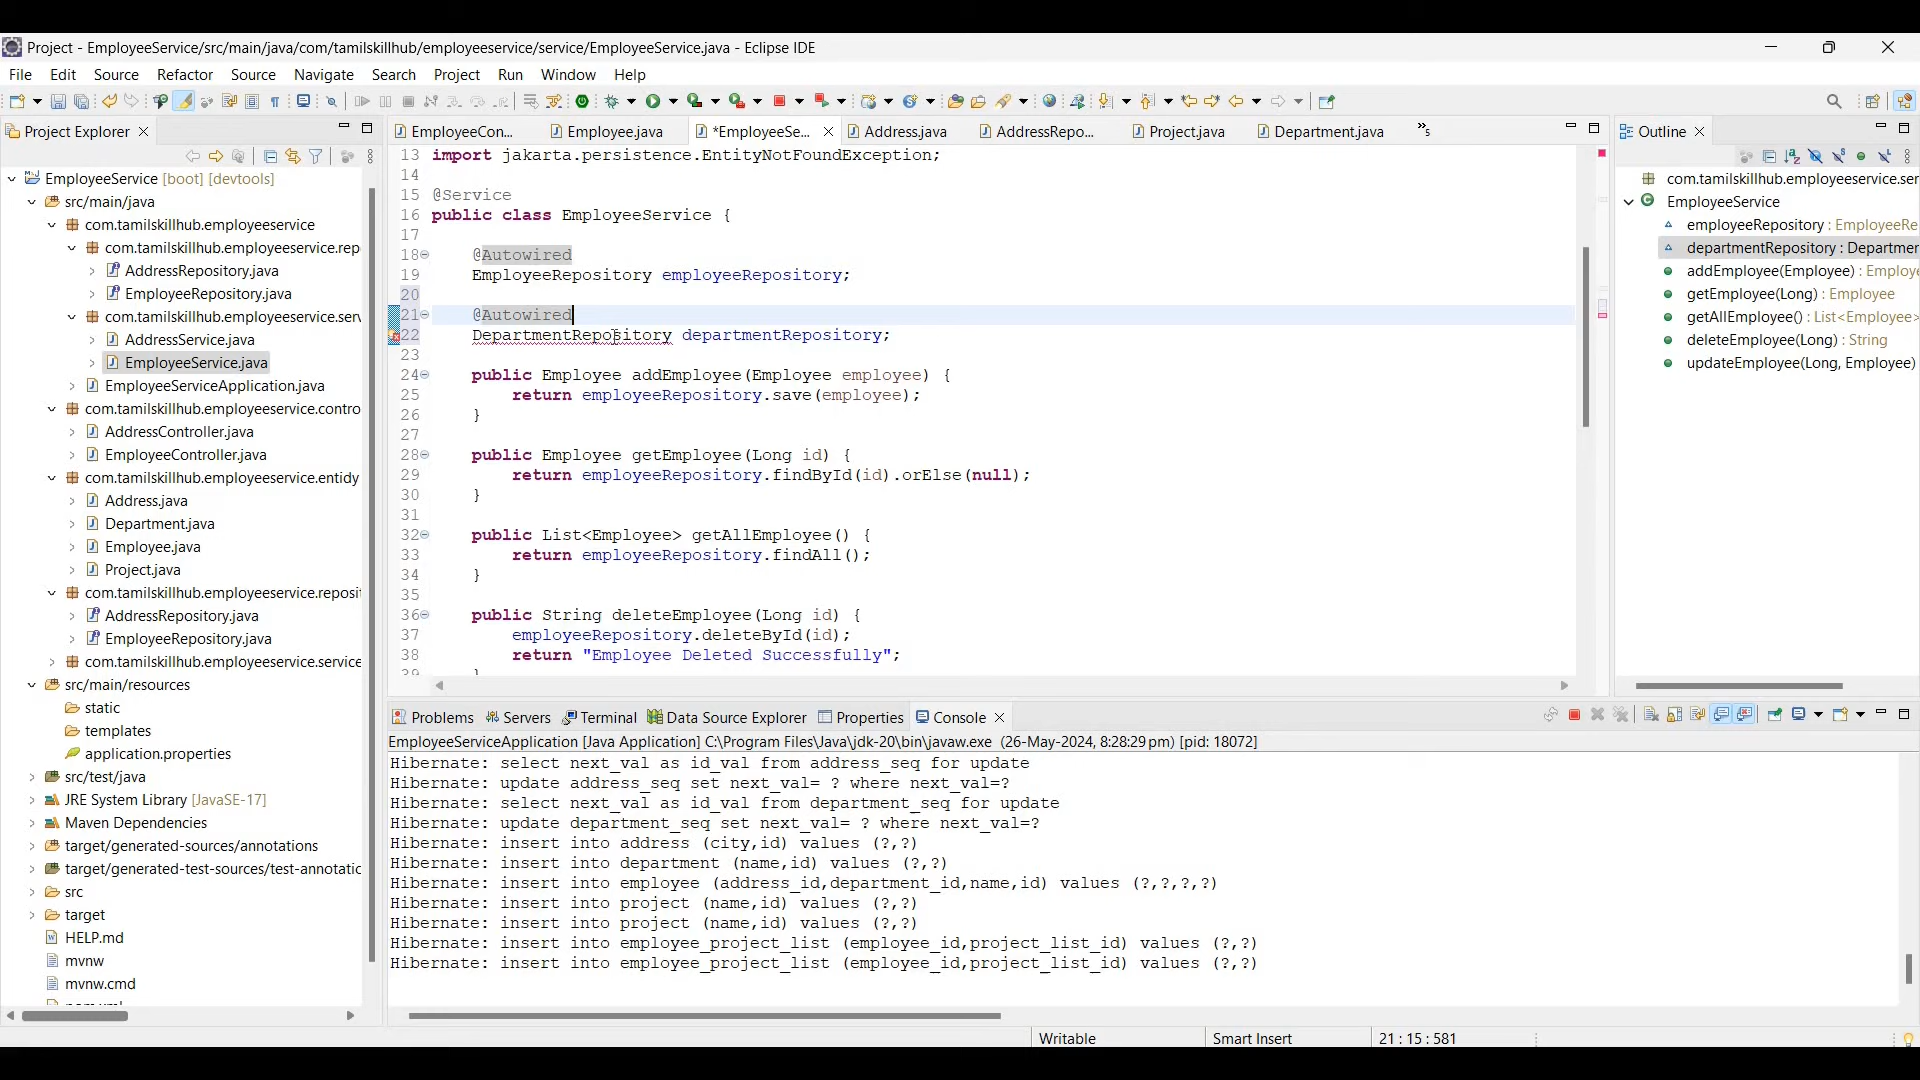 Project - EmployeeService/src/main/java/com/tamilskillhub/employeeservice/service/EmployeeService.java - Eclipse IDE
File Edit Source Refactor Source Navigate Search Project Run Window Help
Project Explorer
EmployeeService [boot] [devtools]
src/main/java
com.tamilskillhub.employeeservice
com.tamilskillhub.employeeservice.rep
AddressRepository.java
EmployeeRepository.java
com.tamilskillhub.employeeservice.serv
AddressService.java
EmployeeService.java
EmployeeServiceApplication.java
com.tamilskillhub.employeeservice.contro
AddressController.java
EmployeeController.java
com.tamilskillhub.employeeservice.entidy
Address.java
Department.java
Employee.java
Project.java
com.tamilskillhub.employeeservice.reposit
AddressRepository.java
EmployeeRepository.java
com.tamilskillhub.employeeservice.service
src/main/resources
static
templates
application.properties
src/test/java
JRE System Library [JavaSE-17]
Maven Dependencies
target/generated-sources/annotations
target/generated-test-sources/test-annotatic
src
target
HELP.md
mvnw
mvnw.cmd
EmployeeCon... Employee.java *EmployeeSe... Address.java AddressRepo... Project.java Department.java »5
13 import jakarta.persistence.EntityNotFoundException;
14
15 @Service
16 public class EmployeeService {
17
18 @Autowired
19 EmployeeRepository employeeRepository;
20
21 @Autowired
22 DepartmentRepository departmentRepository;
23
24 public Employee addEmployee(Employee employee) {
25 return employeeRepository.save(employee);
26 }
27
28 public Employee getEmployee(Long id) {
29 return employeeRepository.findById(id).orElse(null);
30 }
31
32 public List<Employee> getAllEmployee() {
33 return employeeRepository.findAll();
34 }
35
36 public String deleteEmployee(Long id) {
37 employeeRepository.deleteById(id);
38 return "Employee Deleted Successfully";
39 }
Outline
com.tamilskillhub.employeeservice.ser
EmployeeService
employeeRepository : EmployeeRe
departmentRepository : Departmer
addEmployee(Employee) : Employe
getEmployee(Long) : Employee
getAllEmployee() : List<Employee>
deleteEmployee(Long) : String
updateEmployee(Long, Employee)
Problems Servers Terminal Data Source Explorer Properties Console
EmployeeServiceApplication [Java Application] C:\Program Files\Java\jdk-20\bin\javaw.exe (26-May-2024, 8:28:29 pm) [pid: 18072]
Hibernate: select next_val as id_val from address_seq for update
Hibernate: update address_seq set next_val= ? where next_val=?
Hibernate: select next_val as id_val from department_seq for update
Hibernate: update department_seq set next_val= ? where next_val=?
Hibernate: insert into address (city,id) values (?,?)
Hibernate: insert into department (name,id) values (?,?)
Hibernate: insert into employee (address_id,department_id,name,id) values (?,?,?,?)
Hibernate: insert into project (name,id) values (?,?)
Hibernate: insert into project (name,id) values (?,?)
Hibernate: insert into employee_project_list (employee_id,project_list_id) values (?,?)
Hibernate: insert into employee_project_list (employee_id,project_list_id) values (?,?)
Writable Smart Insert 21 : 15 : 581